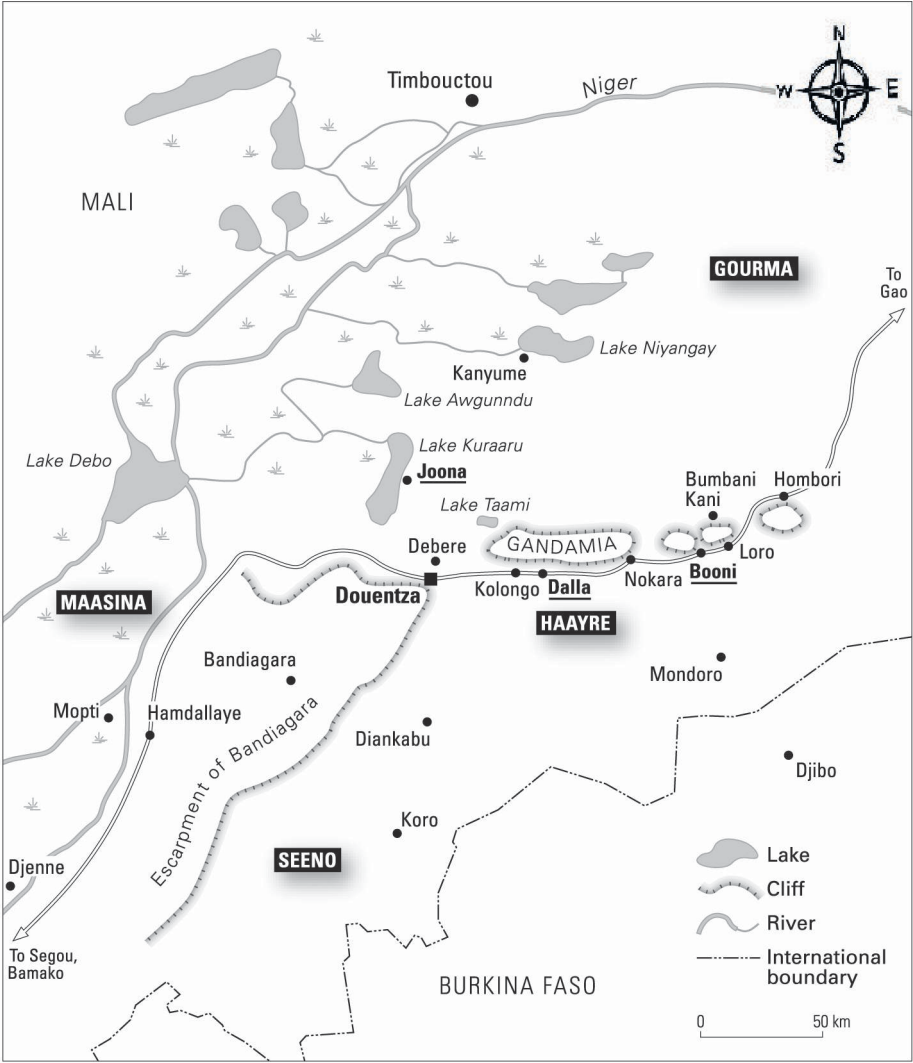 N
W
E
S
Timbouctou
Niger
MALI
GOURMA
To
Gao
Lake Niyangay
Kanyume
Lake Awgunndu
Lake Debo
Lake Kuraaru
Joona
Lake Taami
Bumbani
Kani
Hombori
Debere
GANDAMIA
Loro
Booni
Nokara
Kolongo
Dalla
Douentza
MAASINA
HAAYRE
Bandiagara
Mondoro
Mopti
Hamdallaye
Escarpment of Bandiagara
Diankabu
Djibo
Koro
SEENO
Djenne
To Segou,
Bamako
BURKINA FASO
Lake
Cliff
River
International
boundary
0
50 km